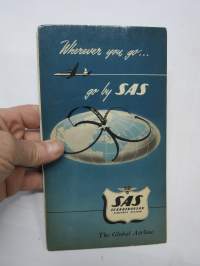 Wherever you go...
go by SAS
SAS
SCANDINAVIAN
AIRLINES SYSTEM
The Global Airline